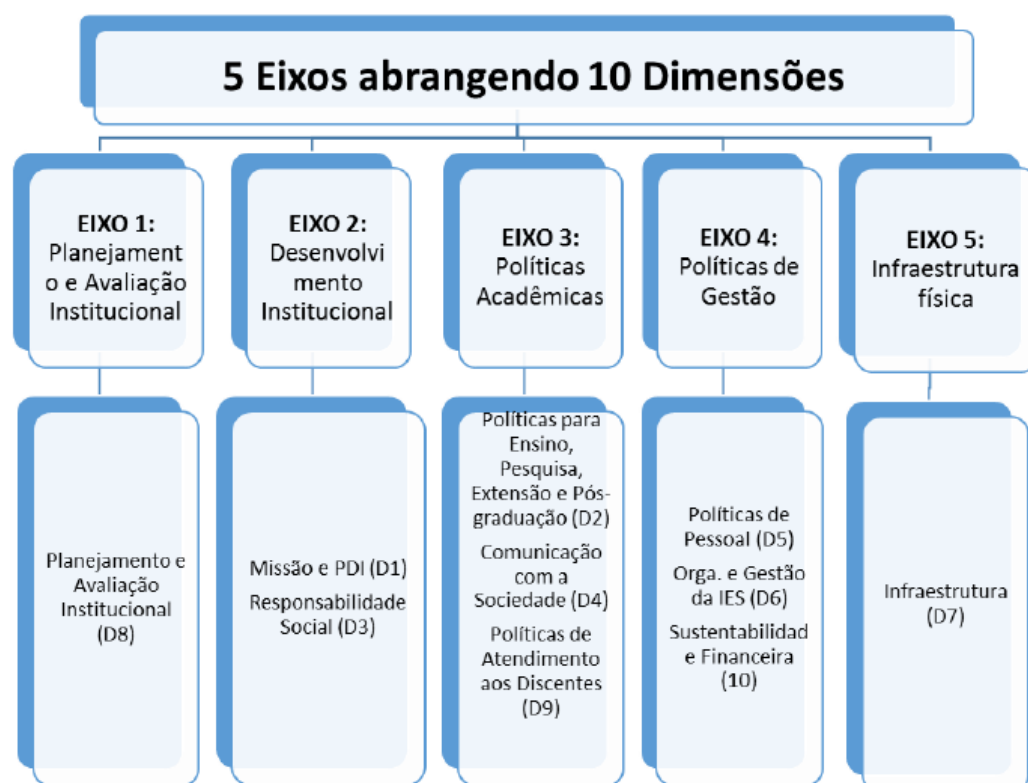 5 Eixos abrangendo 10 Dimensões
EIXO 1:
Planejament
o e Avaliação
Institucional
EIXO 2:
Desenvolvi
mento
Institucional
EIXO 3:
Políticas
Acadêmicas
EIXO 4:
Políticas de
Gestão
EIXO 5:
Infraestrutura
física
Planejamento e
Avaliação
Institucional
(D8)
Missão e PDI (D1)
Responsabilidade
Social (D3)
Políticas para
Ensino,
Pesquisa,
Extensão e Pós-
graduação (D2)
Comunicação
com a
Sociedade (D4)
Políticas de
Atendimento
aos Discentes
(D9)
Políticas de
Pessoal (D5)
Orga. e Gestão
da IES (D6)
Sustentabilidad
e Financeira
(10)
Infraestrutura
(D7)